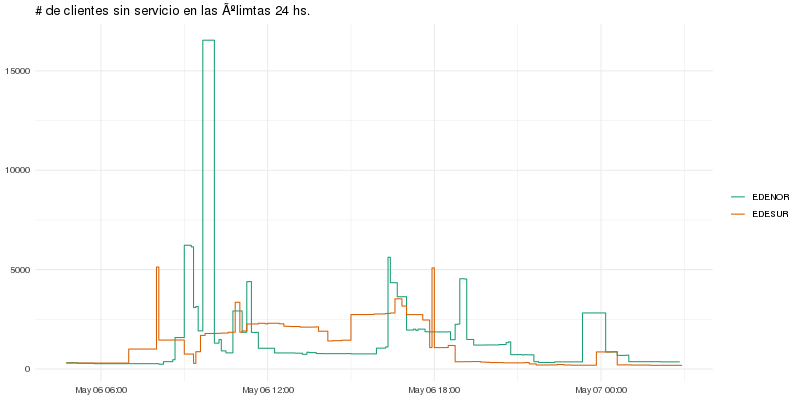 # de clientes sin servicio en las Ãºlimtas 24 hs.
15000
10000
5000
0
May 06 06:00
May 06 12:00
May 06 18:00
May 07 00:00
EDENOR
EDESUR